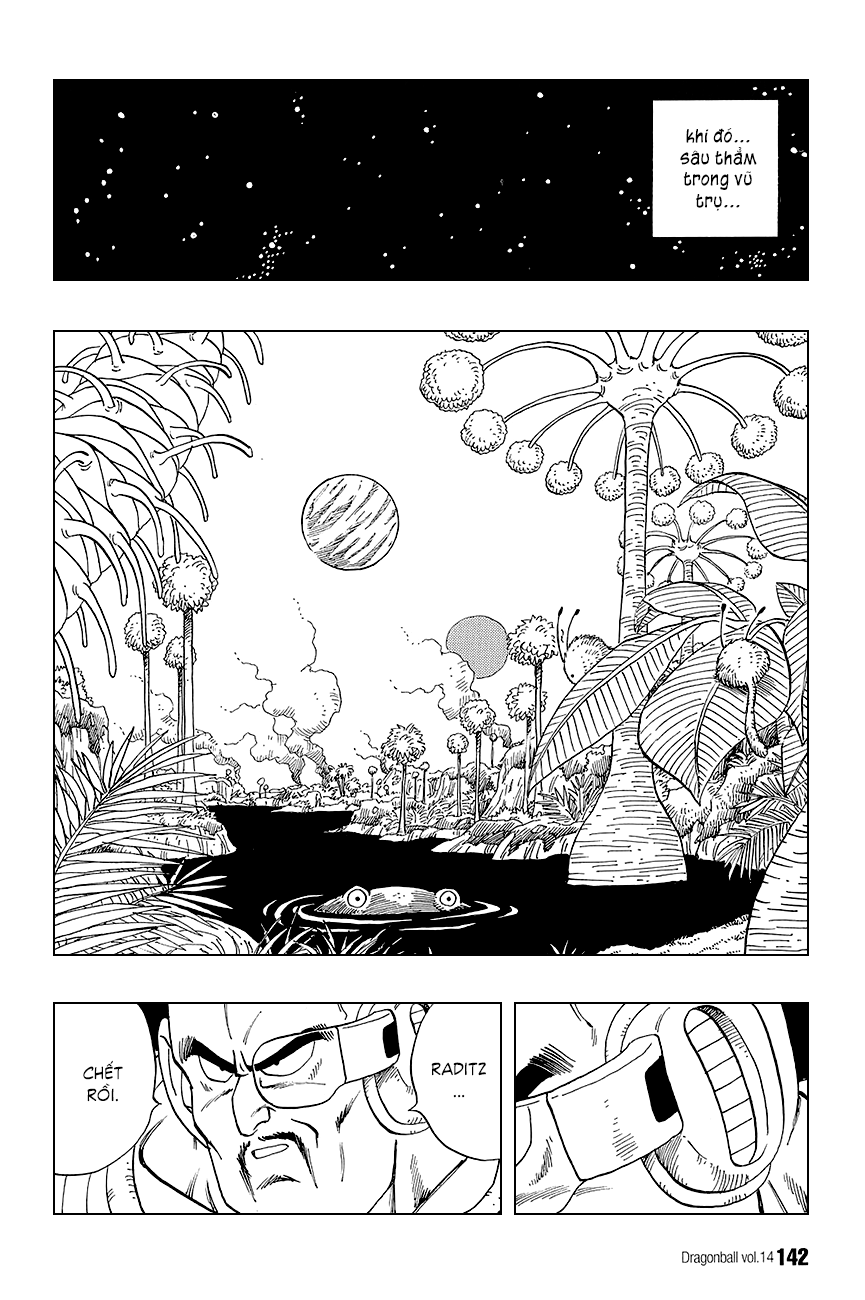 khi đó...
sâu thẳm
trong vũ
trụ...
RADITZ
...
CHẾT
RỒI.
Dragonball vol.14 142